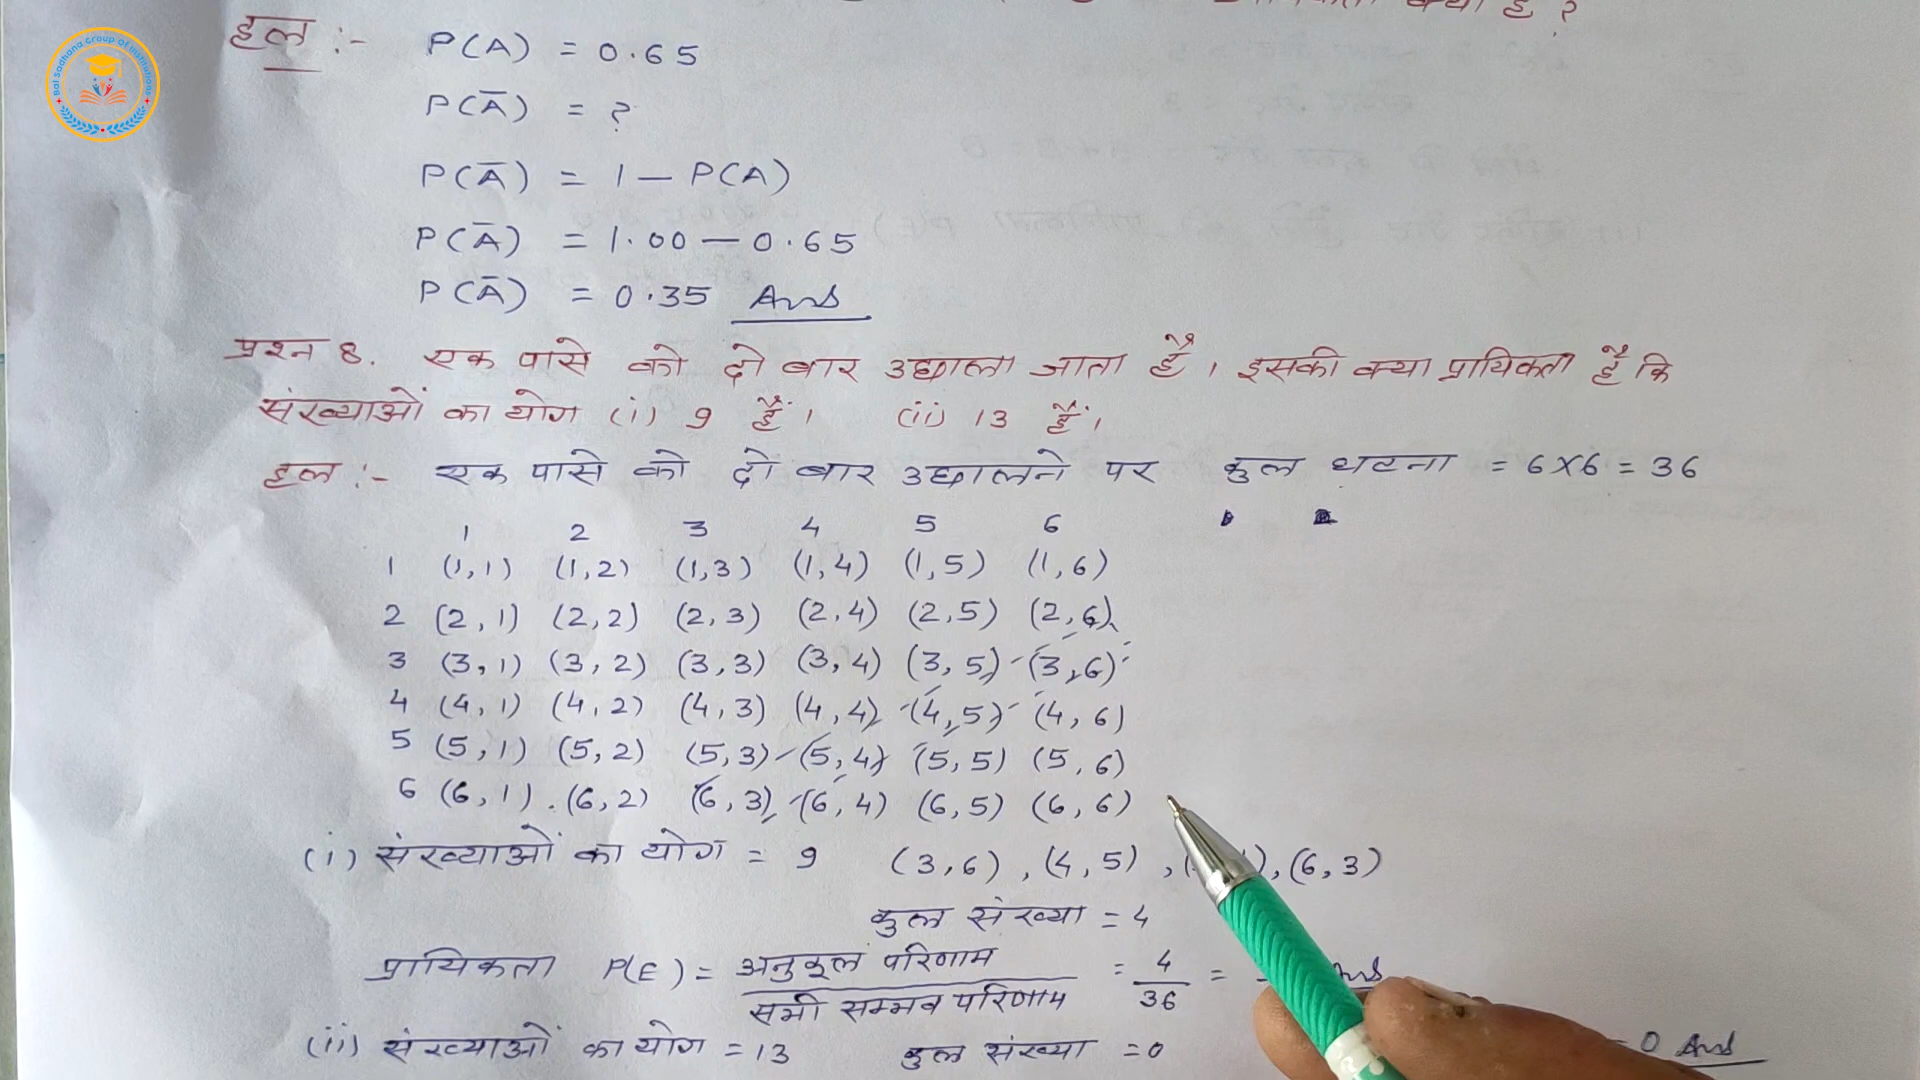 Bal Sadhana Group of Institutions
क्या है ?
हल :- P(A) = 0.65
P(Ā) = ?
P(Ā) = 1 — P(A)
P(Ā) = 1.00 — 0.65
P(Ā) = 0.35 Ans
प्रश्न 8. एक पासे को दो बार उछाला जाता है । इसकी क्या प्रायिकता है कि
संख्याओं का योग (i) 9 हैं । (ii) 13 हैं ।
हल :- एक पासे को दो बार उछालने पर कुल घटना = 6×6 = 36
1 2 3 4 5 6
1 (1,1) (1,2) (1,3) (1,4) (1,5) (1,6)
2 (2,1) (2,2) (2,3) (2,4) (2,5) (2,6)
3 (3,1) (3,2) (3,3) (3,4) (3,5) (3,6)
4 (4,1) (4,2) (4,3) (4,4) (4,5) (4,6)
5 (5,1) (5,2) (5,3) (5,4) (5,5) (5,6)
6 (6,1) . (6,2) (6,3) (6,4) (6,5) (6,6)
(i) संख्याओं का योग = 9 (3,6) , (4,5) , (6,3)
कुल संख्या = 4
प्रायिकता P(E) = अनुकूल परिणाम / सभी सम्भव परिणाम = 4/36 = Ans
(ii) संख्याओं का योग = 13 कुल संख्या = 0 = 0 Ans